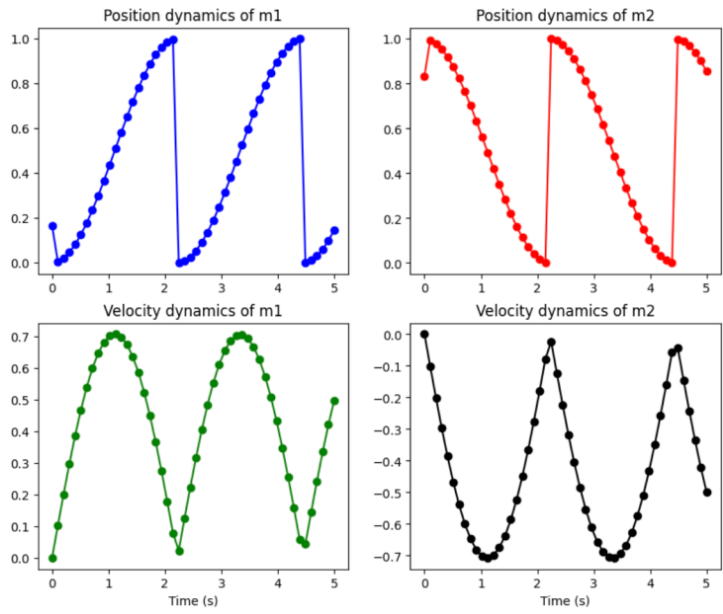 Position dynamics of m1
1.0
0.8
0.6
0.4
0.2
0.0
0 1 2 3 4 5
Position dynamics of m2
1.0
0.8
0.6
0.4
0.2
0.0
0 1 2 3 4 5
Velocity dynamics of m1
0.7
0.6
0.5
0.4
0.3
0.2
0.1
0.0
0 1 2 3 4 5
Time (s)
Velocity dynamics of m2
0.0
−0.1
−0.2
−0.3
−0.4
−0.5
−0.6
−0.7
0 1 2 3 4 5
Time (s)